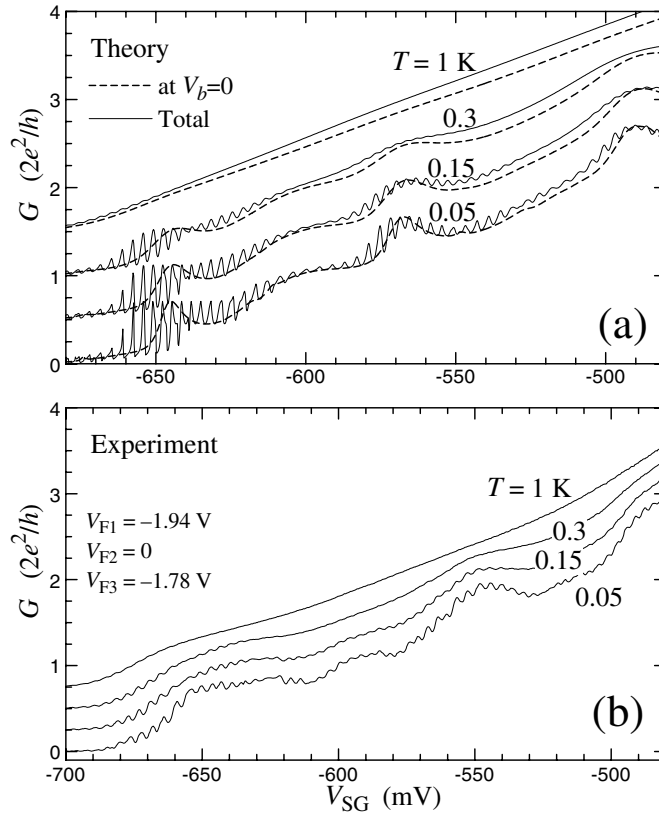 4
Theory
T = 1 K
at V_b=0
Total
3
0.3
0.15
2
0.05
G (2e²/h)
1
(a)
0
-650 -600 -550 -500
4
Experiment
T = 1 K
3
V_F1 = –1.94 V
0.3
V_F2 = 0
0.15
V_F3 = –1.78 V
2
0.05
G (2e²/h)
1
(b)
0
-700 -650 -600 -550 -500
V_SG (mV)